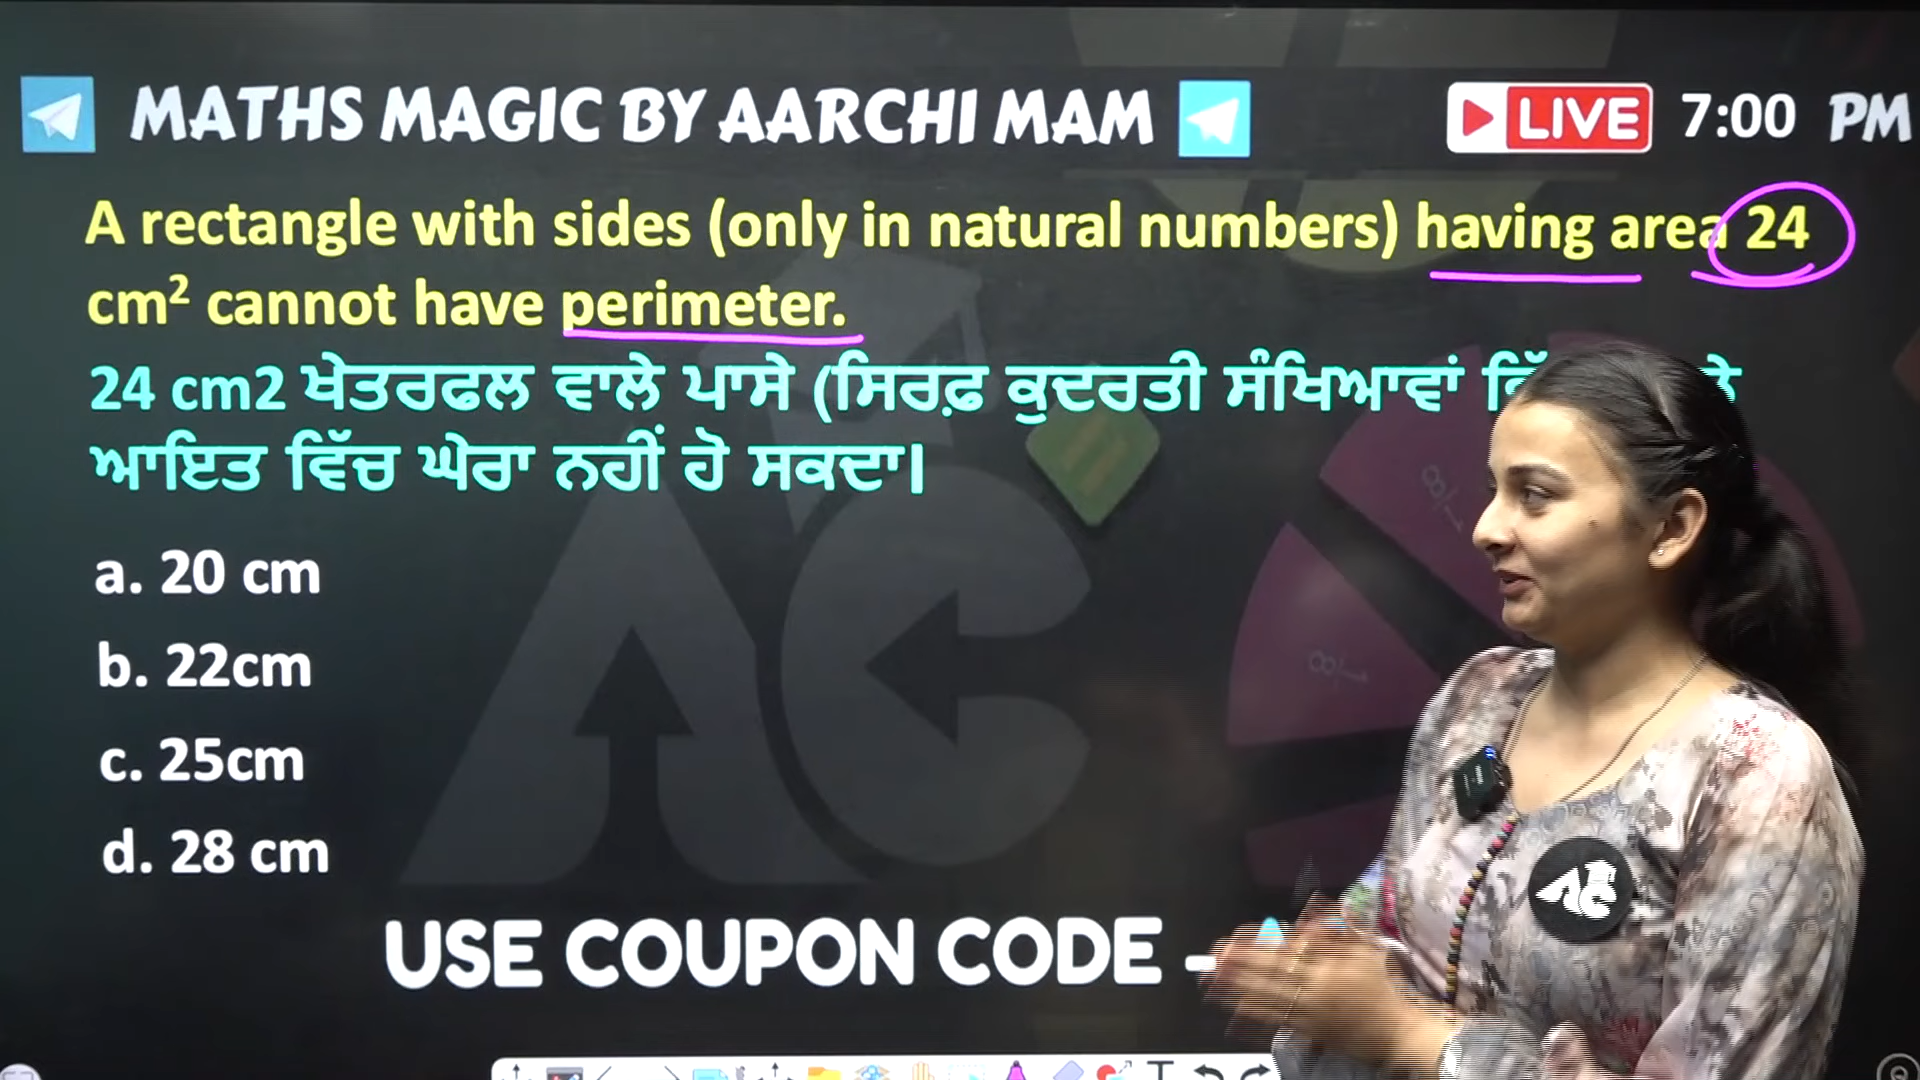 MATHS MAGIC BY AARCHI MAM
LIVE 7:00 PM
A rectangle with sides (only in natural numbers) having area 24
cm² cannot have perimeter.
24 cm2 ਖੇਤਰਫਲ ਵਾਲੇ ਪਾਸੇ (ਸਿਰਫ਼ ਕੁਦਰਤੀ ਸੰਖਿਆਵਾਂ
ਆਇਤ ਵਿੱਚ ਘੇਰਾ ਨਹੀਂ ਹੋ ਸਕਦਾ।
a. 20 cm
b. 22cm
c. 25cm
d. 28 cm
USE COUPON CODE -